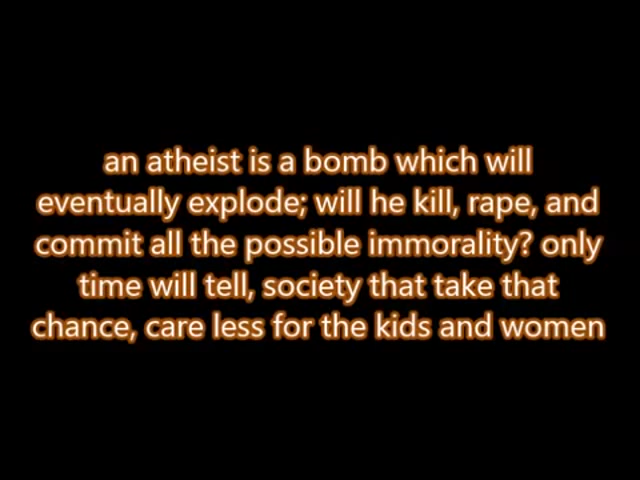 an atheist is a bomb which will
eventually explode; will he kill, rape, and
commit all the possible immorality? only
time will tell, society that take that
chance, care less for the kids and women